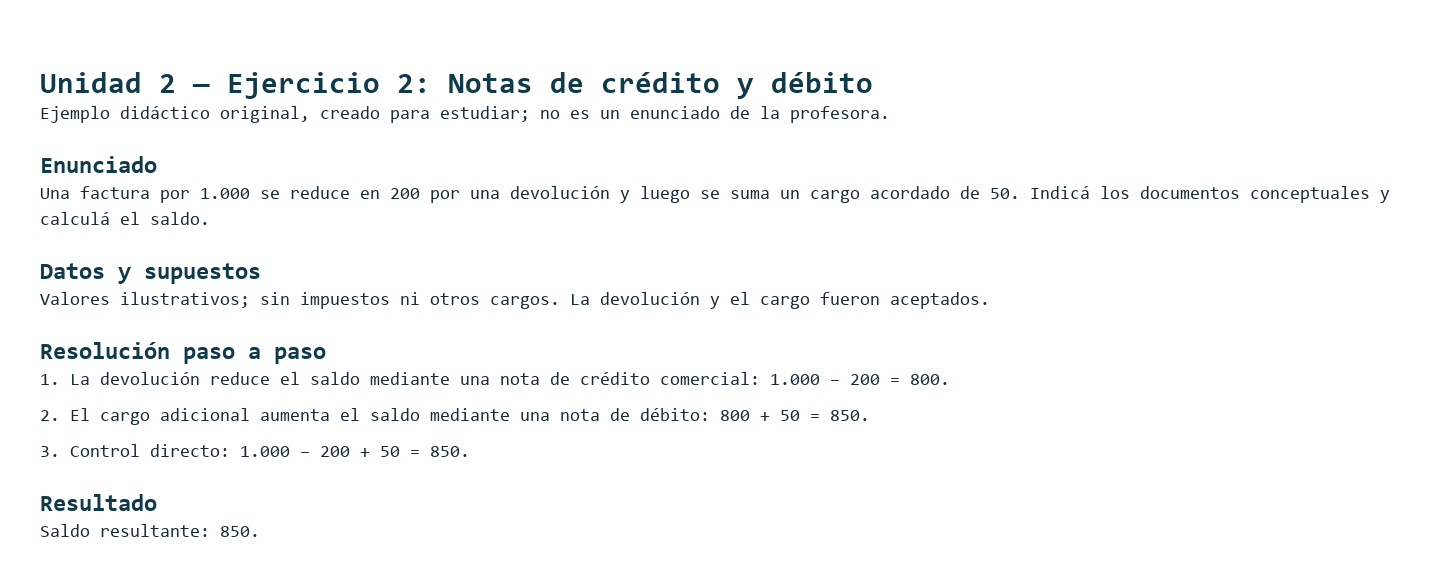 Unidad 2 — Ejercicio 2: Notas de crédito y débito
Ejemplo didáctico original, creado para estudiar; no es un enunciado de la profesora.
Enunciado
Una factura por 1.000 se reduce en 200 por una devolución y luego se suma un cargo acordado de 50. Indicá los documentos conceptuales y
calculá el saldo.
Datos y supuestos
Valores ilustrativos; sin impuestos ni otros cargos. La devolución y el cargo fueron aceptados.
Resolución paso a paso
1. La devolución reduce el saldo mediante una nota de crédito comercial: 1.000 − 200 = 800.
2. El cargo adicional aumenta el saldo mediante una nota de débito: 800 + 50 = 850.
3. Control directo: 1.000 − 200 + 50 = 850.
Resultado
Saldo resultante: 850.